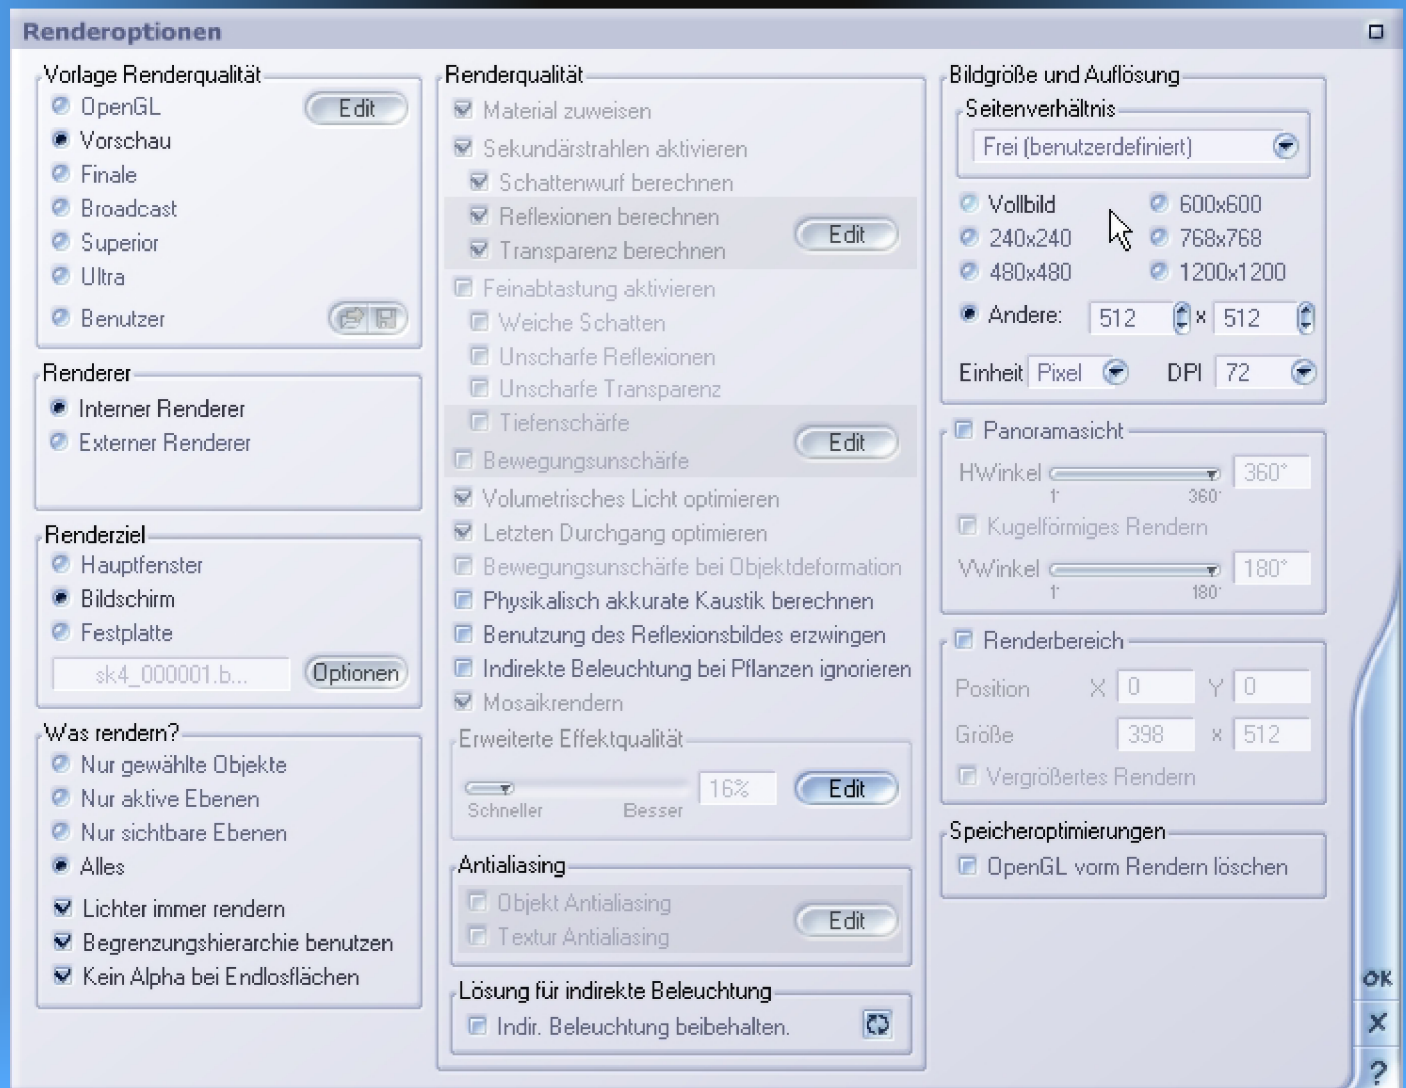 Renderoptionen
Vorlage Renderqualität
OpenGL
Edit
Vorschau
Finale
Broadcast
Superior
Ultra
Benutzer
Renderer
Interner Renderer
Externer Renderer
Renderziel
Hauptfenster
Bildschirm
Festplatte
sk4_000001.b...
Optionen
Was rendern?
Nur gewählte Objekte
Nur aktive Ebenen
Nur sichtbare Ebenen
Alles
Lichter immer rendern
Begrenzungshierarchie benutzen
Kein Alpha bei Endlosflächen
Renderqualität
Material zuweisen
Sekundärstrahlen aktivieren
Schattenwurf berechnen
Reflexionen berechnen
Transparenz berechnen
Edit
Feinabtastung aktivieren
Weiche Schatten
Unscharfe Reflexionen
Unscharfe Transparenz
Tiefenschärfe
Bewegungsunschärfe
Edit
Volumetrisches Licht optimieren
Letzten Durchgang optimieren
Bewegungsunschärfe bei Objektdeformation
Physikalisch akkurate Kaustik berechnen
Benutzung des Reflexionsbildes erzwingen
Indirekte Beleuchtung bei Pflanzen ignorieren
Mosaikrendern
Erweiterte Effektqualität
16%
Edit
Schneller Besser
Antialiasing
Objekt Antialiasing
Textur Antialiasing
Edit
Lösung für indirekte Beleuchtung
Indir. Beleuchtung beibehalten.
Bildgröße und Auflösung
Seitenverhältnis
Frei (benutzerdefiniert)
Vollbild 600x600
240x240 768x768
480x480 1200x1200
Andere: 512 x 512
Einheit Pixel DPI 72
Panoramasicht
HWinkel 360°
1° 360°
Kugelförmiges Rendern
VWinkel 180°
1° 180°
Renderbereich
Position X 0 Y 0
Größe 398 x 512
Vergrößertes Rendern
Speicheroptimierungen
OpenGL vorm Rendern löschen
OK
X
?